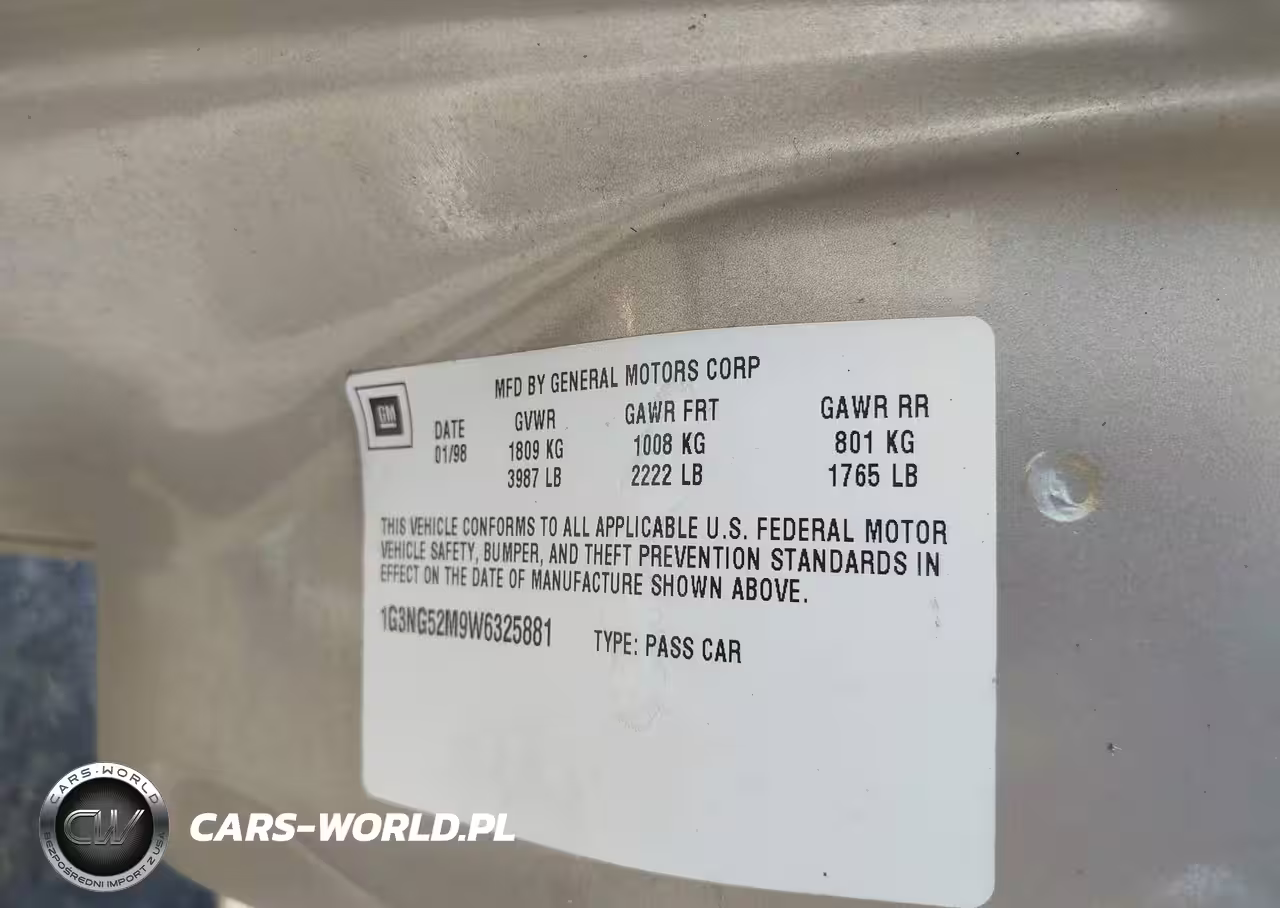 MFD BY GENERAL MOTORS CORP
GM
DATE GVWR GAWR FRT GAWR RR
01/98 1809 KG 1008 KG 801 KG
3987 LB 2222 LB 1765 LB
THIS VEHICLE CONFORMS TO ALL APPLICABLE U.S. FEDERAL MOTOR
VEHICLE SAFETY, BUMPER, AND THEFT PREVENTION STANDARDS IN
EFFECT ON THE DATE OF MANUFACTURE SHOWN ABOVE.
1G3NG52M9W6325881 TYPE: PASS CAR
CARS-WORLD
CW
BEZPOŚREDNI IMPORT Z USA
CARS-WORLD.PL